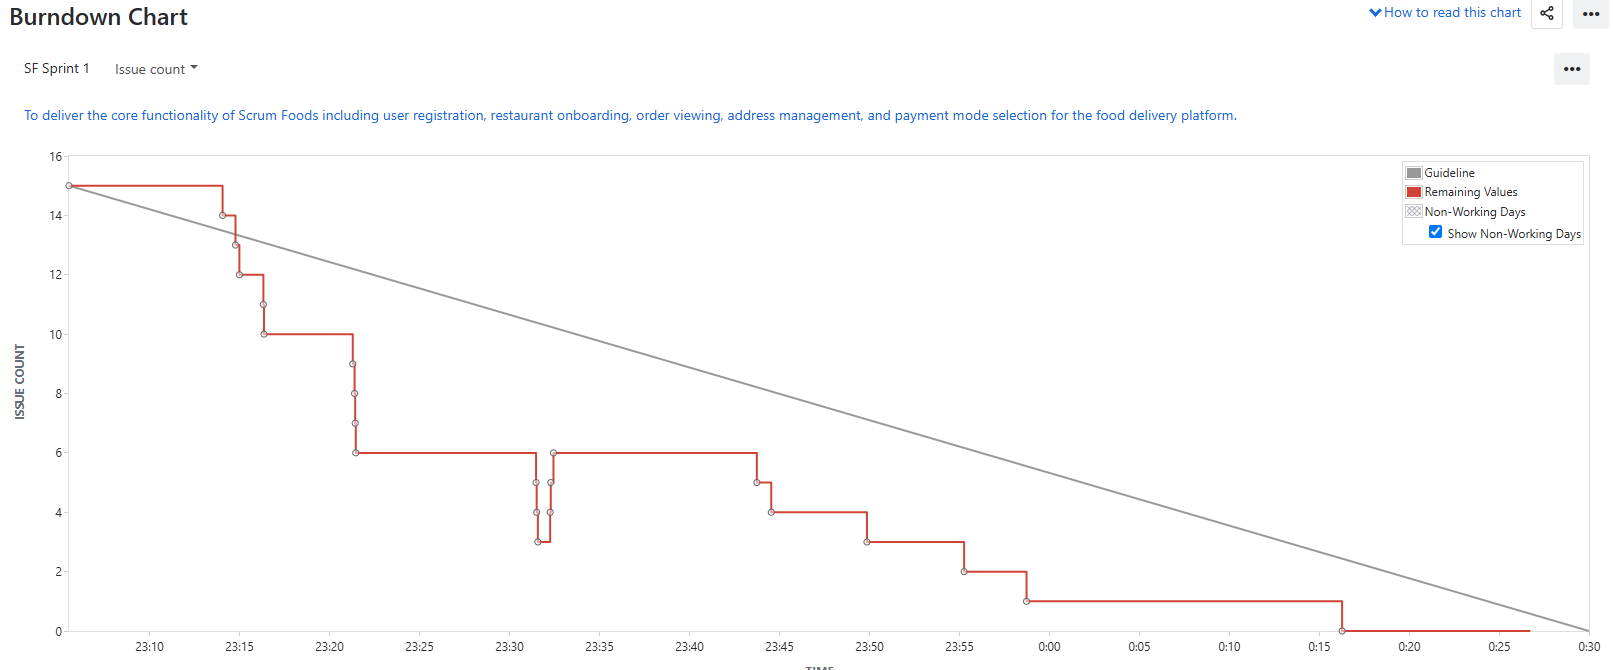 Burndown Chart
How to read this chart
SF Sprint 1
Issue count
To deliver the core functionality of Scrum Foods including user registration, restaurant onboarding, order viewing, address management, and payment mode selection for the food delivery platform.
16
14
12
10
8
6
4
2
0
ISSUE COUNT
Guideline
Remaining Values
Non-Working Days
Show Non-Working Days
23:10 23:15 23:20 23:25 23:30 23:35 23:40 23:45 23:50 23:55 0:00 0:05 0:10 0:15 0:20 0:25 0:30
TIME